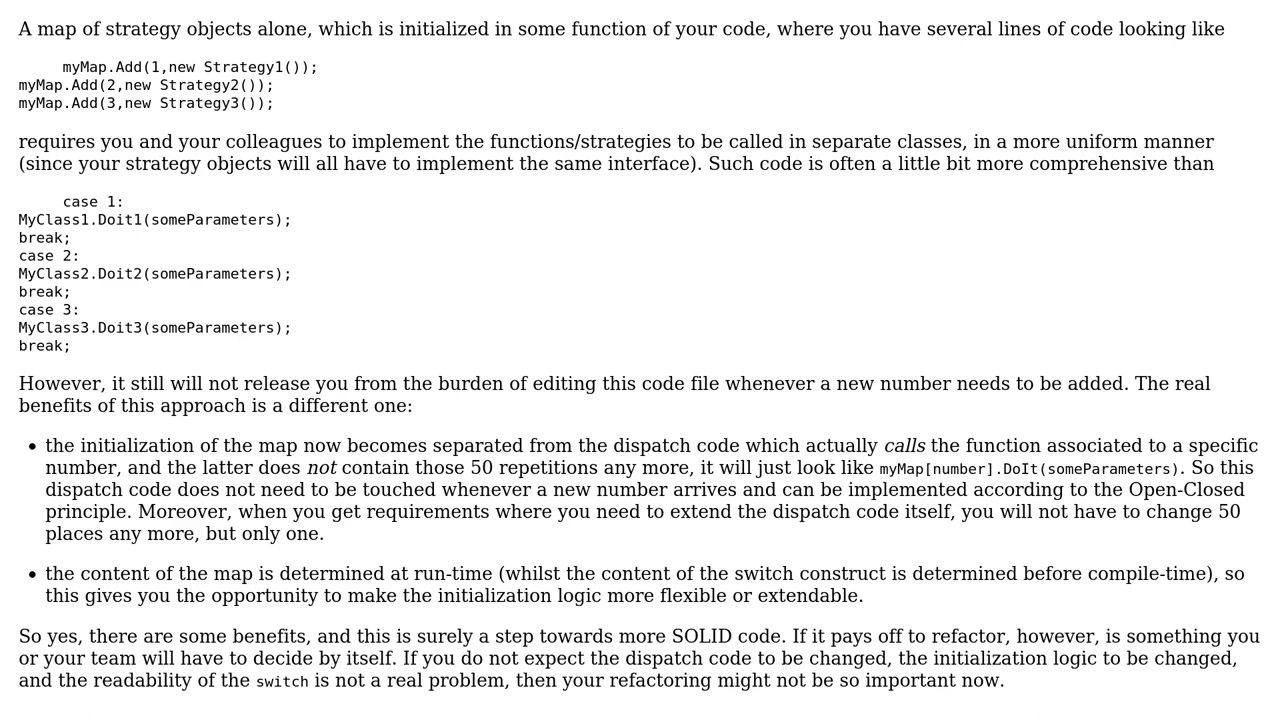 A map of strategy objects alone, which is initialized in some function of your code, where you have several lines of code looking like
myMap.Add(1,new Strategy1());
myMap.Add(2,new Strategy2());
myMap.Add(3,new Strategy3());
requires you and your colleagues to implement the functions/strategies to be called in separate classes, in a more uniform manner
(since your strategy objects will all have to implement the same interface). Such code is often a little bit more comprehensive than
case 1:
MyClass1.Doit1(someParameters);
break;
case 2:
MyClass2.Doit2(someParameters);
break;
case 3:
MyClass3.Doit3(someParameters);
break;
However, it still will not release you from the burden of editing this code file whenever a new number needs to be added. The real
benefits of this approach is a different one:
• the initialization of the map now becomes separated from the dispatch code which actually calls the function associated to a specific
number, and the latter does not contain those 50 repetitions any more, it will just look like myMap[number].DoIt(someParameters). So this
dispatch code does not need to be touched whenever a new number arrives and can be implemented according to the Open-Closed
principle. Moreover, when you get requirements where you need to extend the dispatch code itself, you will not have to change 50
places any more, but only one.
• the content of the map is determined at run-time (whilst the content of the switch construct is determined before compile-time), so
this gives you the opportunity to make the initialization logic more flexible or extendable.
So yes, there are some benefits, and this is surely a step towards more SOLID code. If it pays off to refactor, however, is something you
or your team will have to decide by itself. If you do not expect the dispatch code to be changed, the initialization logic to be changed,
and the readability of the switch is not a real problem, then your refactoring might not be so important now.